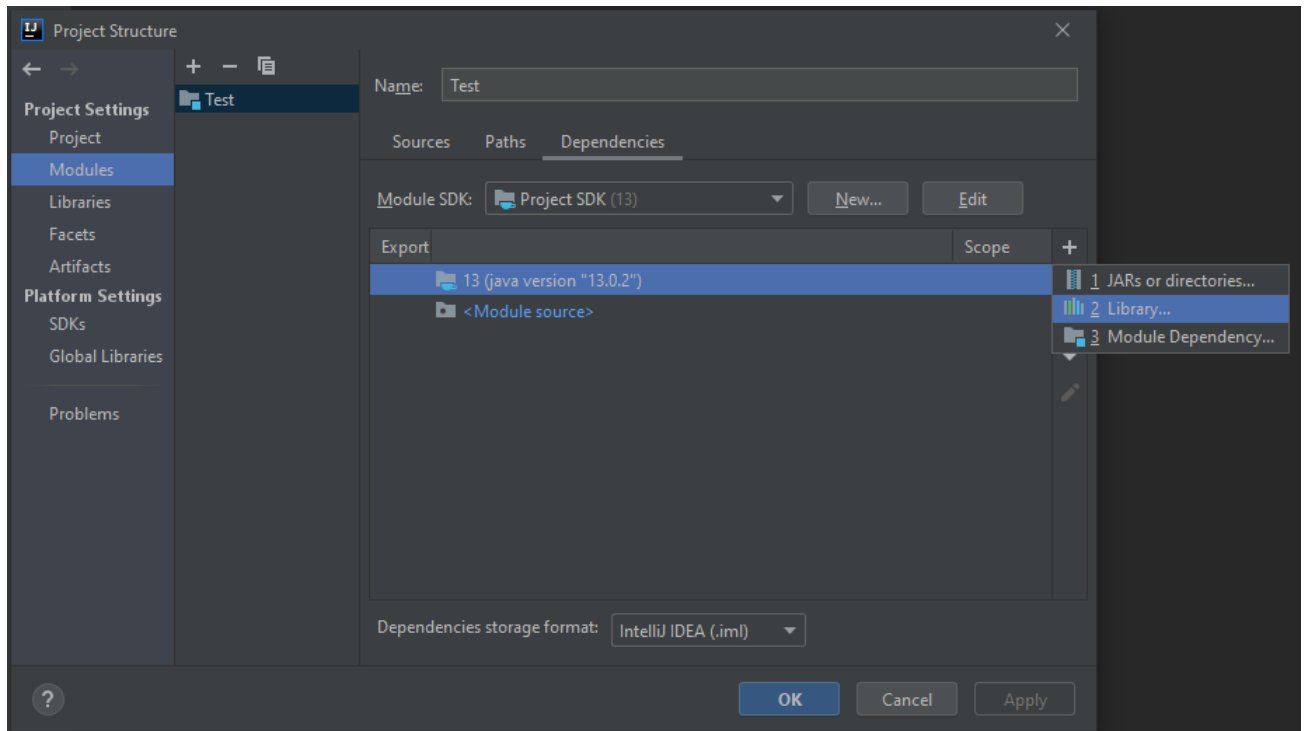 Project Structure
Project Settings
Project
Modules
Libraries
Facets
Artifacts
Platform Settings
SDKs
Global Libraries
Problems
Test
Name: Test
Sources Paths Dependencies
Module SDK: Project SDK (13) New... Edit
Export Scope
13 (java version "13.0.2")
<Module source>
1 JARs or directories...
2 Library...
3 Module Dependency...
Dependencies storage format: IntelliJ IDEA (.iml)
? OK Cancel Apply